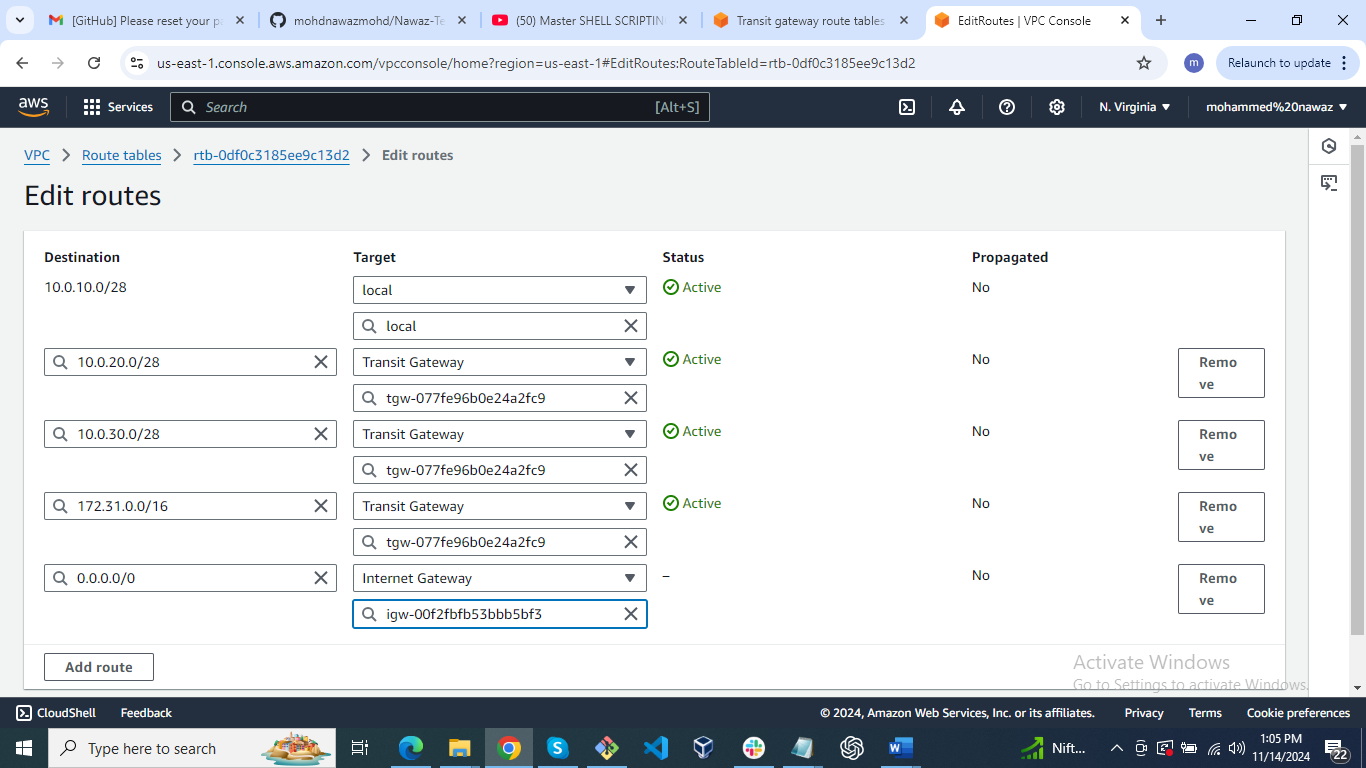 [GitHub] Please reset your pa
mohdnawazmohd/Nawaz-Te
(50) Master SHELL SCRIPTIN
Transit gateway route tables
EditRoutes | VPC Console
us-east-1.console.aws.amazon.com/vpcconsole/home?region=us-east-1#EditRoutes:RouteTableId=rtb-0df0c3185ee9c13d2
m
Relaunch to update
aws
Services
Search
[Alt+S]
N. Virginia
mohammed%20nawaz
VPC
Route tables
rtb-0df0c3185ee9c13d2
Edit routes
Edit routes
Destination
Target
Status
Propagated
10.0.10.0/28
local
Active
No
local
10.0.20.0/28
Transit Gateway
Active
No
Remo
ve
tgw-077fe96b0e24a2fc9
10.0.30.0/28
Transit Gateway
Active
No
Remo
ve
tgw-077fe96b0e24a2fc9
172.31.0.0/16
Transit Gateway
Active
No
Remo
ve
tgw-077fe96b0e24a2fc9
0.0.0.0/0
Internet Gateway
–
No
Remo
ve
igw-00f2fbfb53bbb5bf3
Add route
Activate Windows
Go to Settings to activate Windows.
CloudShell
Feedback
© 2024, Amazon Web Services, Inc. or its affiliates.
Privacy
Terms
Cookie preferences
Type here to search
Nift...
1:05 PM
11/14/2024
22